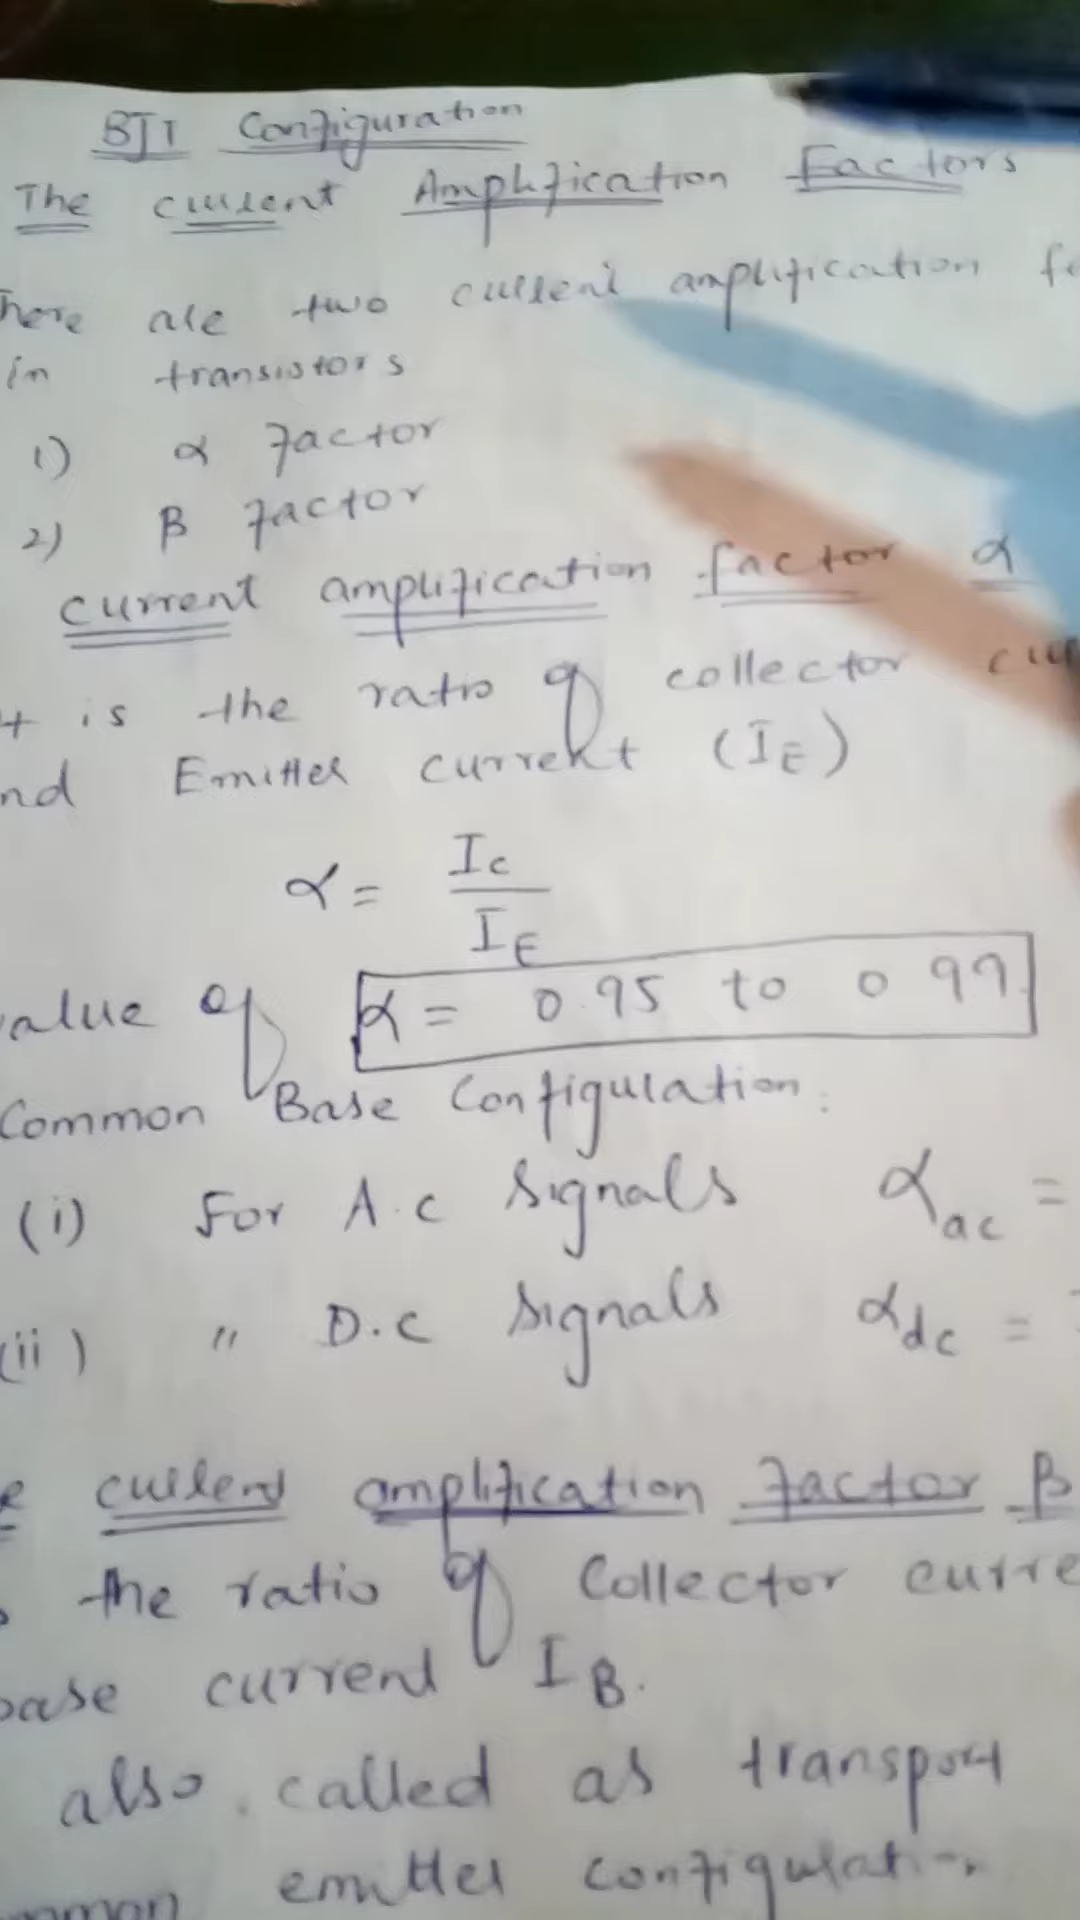 BJT Configuration
The current Amplification Factors
There are two current amplification
in transistors
1) α factor
2) β factor
current amplification factor α
is the ratio of collector
Emitter current (IE)
α = Ic / IE
of α = 0.95 to 0.99
Common Base Configuration:
(i) For A.C signals αac =
(ii) " D.C signals αdc =
current amplification factor β
the ratio of Collector
base current IB.
also called as transport
emitter configuration